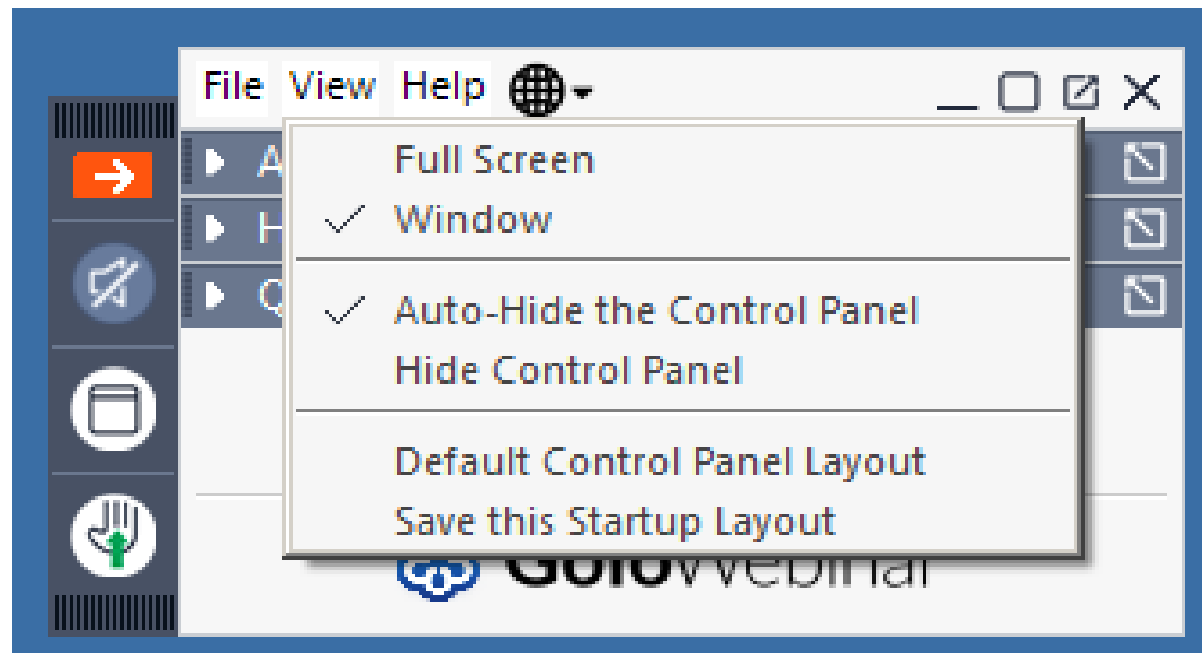 File View Help
Full Screen
Window
Auto-Hide the Control Panel
Hide Control Panel
Default Control Panel Layout
Save this Startup Layout